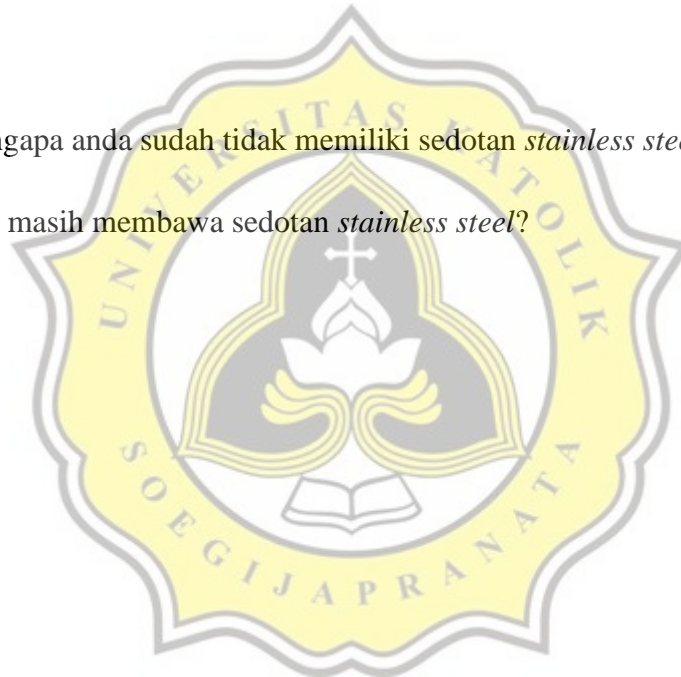 ngapa anda sudah tidak memiliki sedotan stainless stee
masih membawa sedotan stainless steel?
UNIVERSITAS KATOLIK
SOEGIJAPRANATA